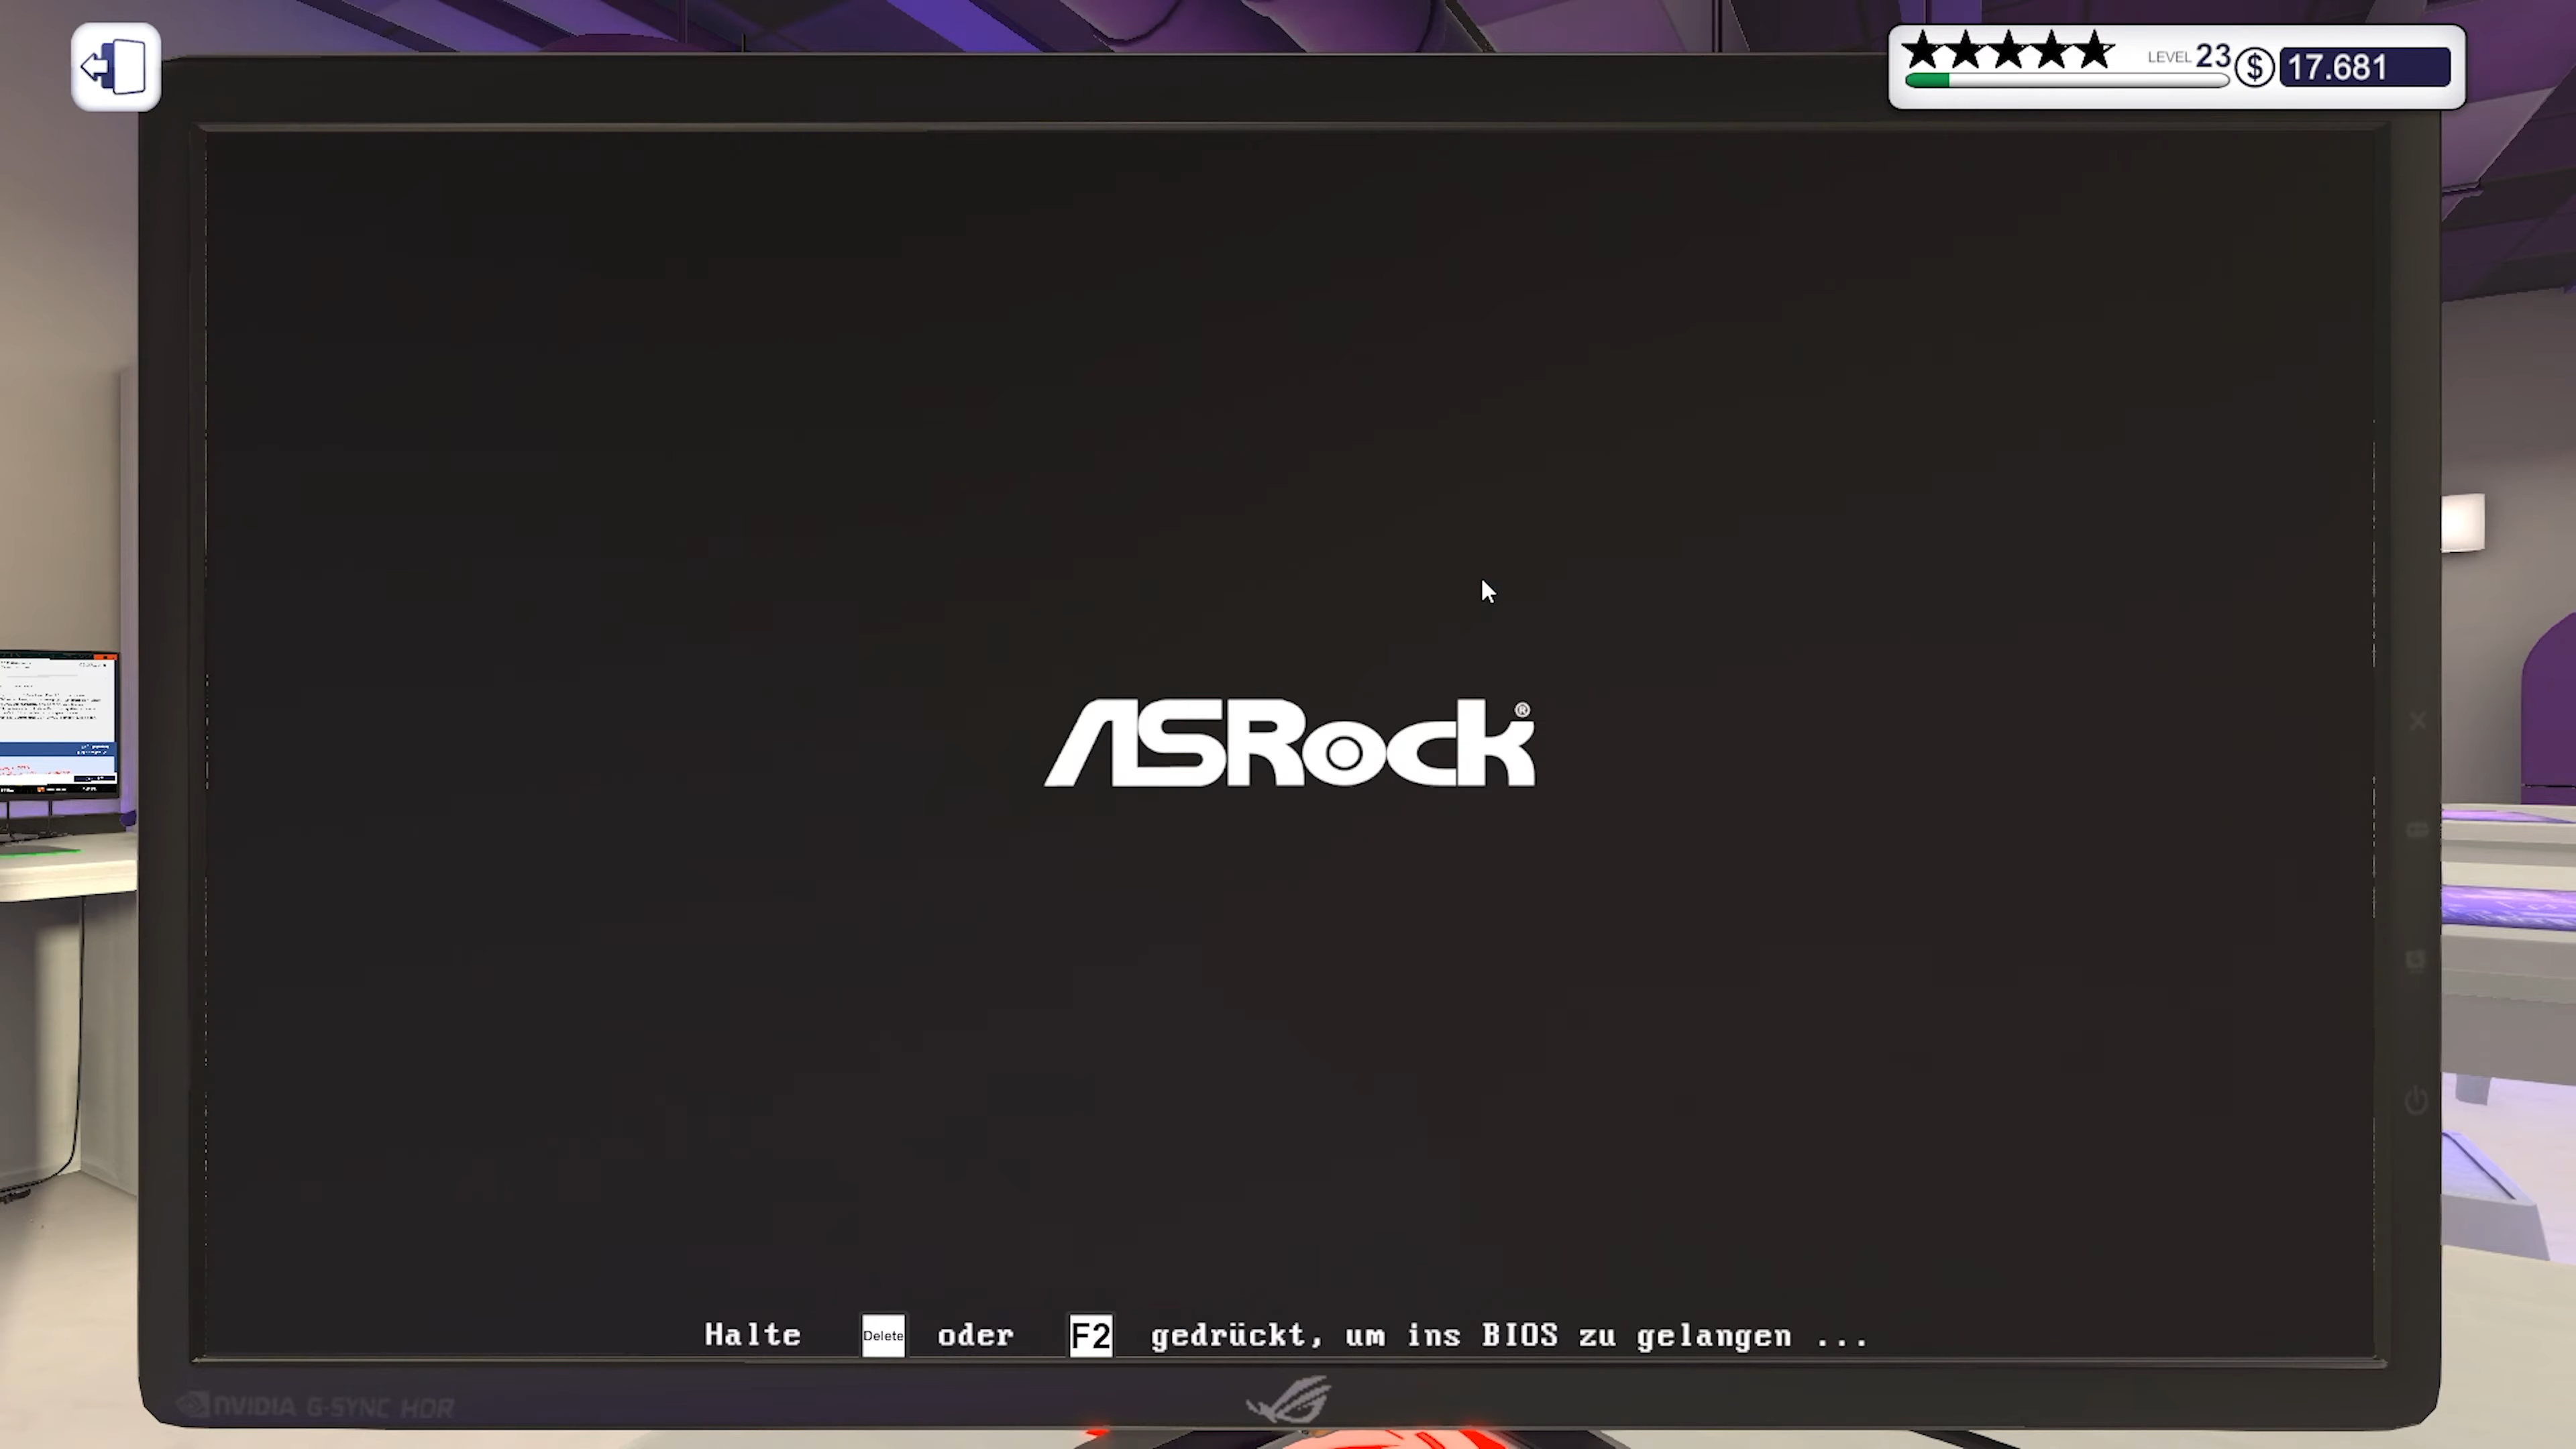 LEVEL 23 $ 17.681
ASRock ®
Halte Delete oder F2 gedrückt, um ins BIOS zu gelangen ...
NVIDIA G-SYNC HDR